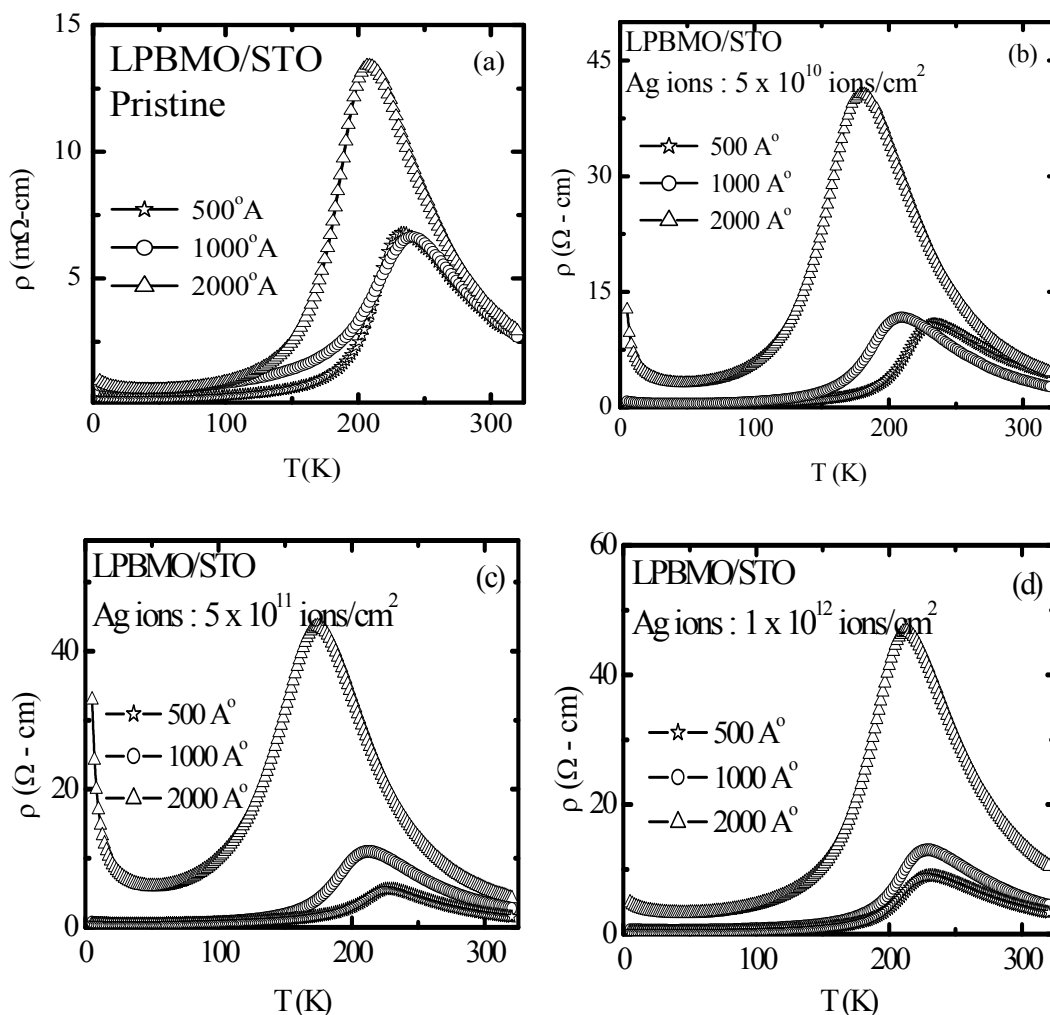 LPBMO/STO
Pristine
(a)
500°A
1000°A
2000°A
ρ (mΩ-cm)
15
10
5
0 100 200 300
T(K)
LPBMO/STO
(b)
Ag ions : 5 x 10¹⁰ ions/cm²
500 A°
1000 A°
2000 A°
ρ (Ω - cm)
45
30
15
0
0 100 200 300
T (K)
LPBMO/STO
(c)
Ag ions : 5 x 10¹¹ ions/cm²
500 A°
1000 A°
2000 A°
ρ (Ω - cm)
40
20
0
0 100 200 300
T (K)
LPBMO/STO
(d)
Ag ions : 1 x 10¹² ions/cm²
500 A°
1000 A°
2000 A°
ρ (Ω - cm)
60
40
20
0
0 100 200 300
T (K)